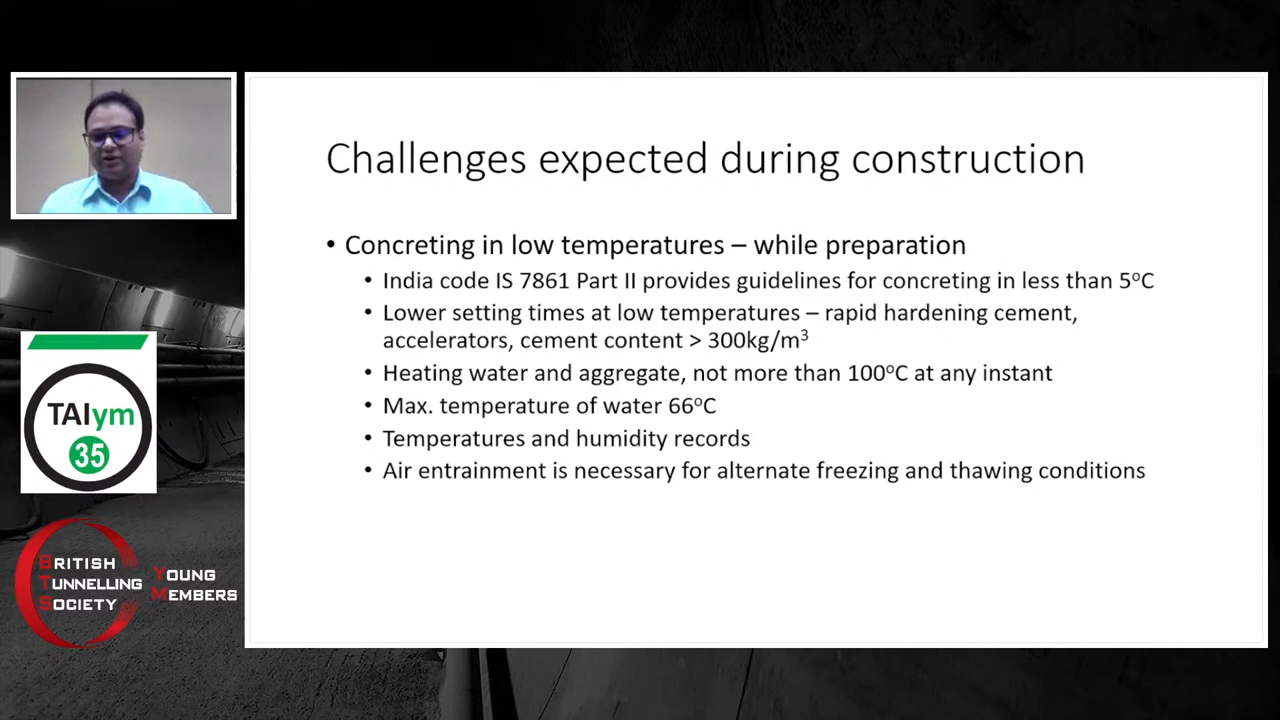 Challenges expected during construction
• Concreting in low temperatures – while preparation
• India code IS 7861 Part II provides guidelines for concreting in less than 5ºC
• Lower setting times at low temperatures – rapid hardening cement,
accelerators, cement content > 300kg/m³
• Heating water and aggregate, not more than 100ºC at any instant
• Max. temperature of water 66ºC
• Temperatures and humidity records
• Air entrainment is necessary for alternate freezing and thawing conditions
TAIym
35
BRITISH
TUNNELLING
SOCIETY
YOUNG
MEMBERS